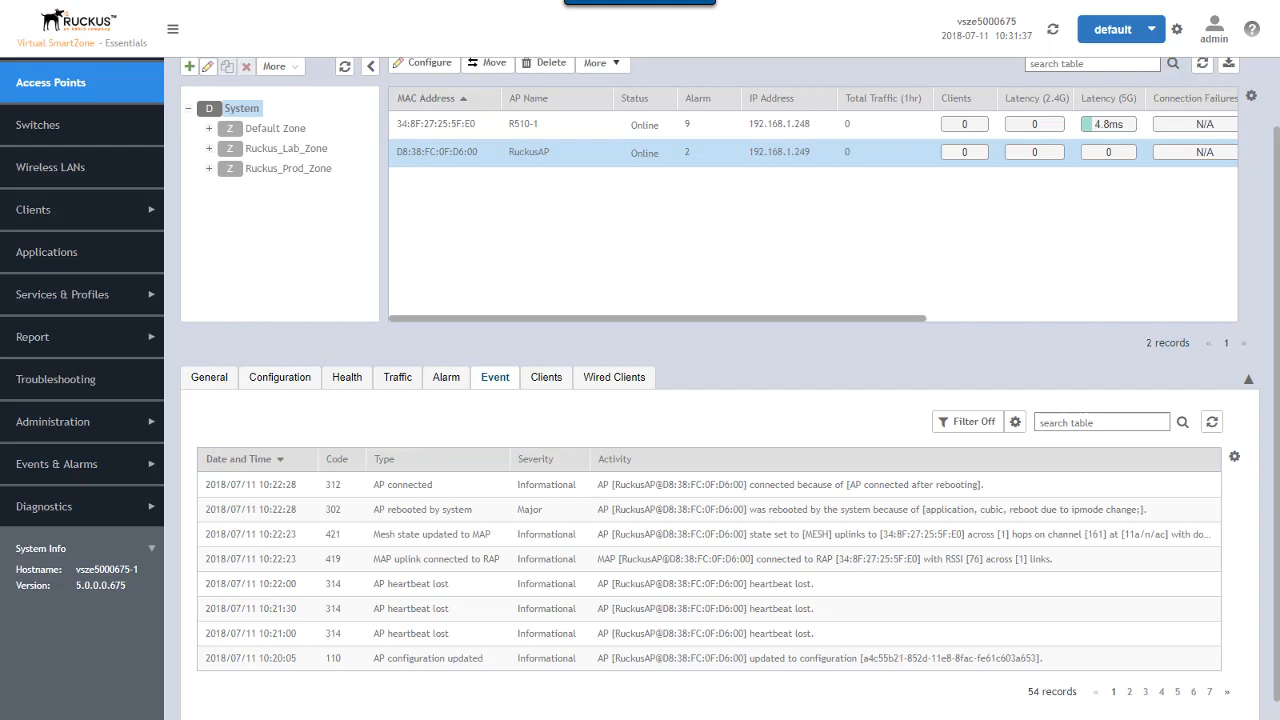 RUCKUS™
an ARRIS company
Virtual SmartZone - Essentials
vsze5000675
2018-07-11 10:31:37
default
admin
Access Points
Switches
Wireless LANs
Clients
Applications
Services & Profiles
Report
Troubleshooting
Administration
Events & Alarms
Diagnostics
System Info
Hostname: vsze5000675-1
Version: 5.0.0.0.675
More
D System
Z Default Zone
Z Ruckus_Lab_Zone
Z Ruckus_Prod_Zone
Configure Move Delete More search table
MAC Address AP Name Status Alarm IP Address Total Traffic (1hr) Clients Latency (2.4G) Latency (5G) Connection Failures
34:8F:27:25:5F:E0 R510-1 Online 9 192.168.1.248 0 0 0 4.8ms N/A
D8:38:FC:0F:D6:00 RuckusAP Online 2 192.168.1.249 0 0 0 0 N/A
2 records « 1 »
General Configuration Health Traffic Alarm Event Clients Wired Clients
Filter Off search table
Date and Time Code Type Severity Activity
2018/07/11 10:22:28 312 AP connected Informational AP [RuckusAP@D8:38:FC:0F:D6:00] connected because of [AP connected after rebooting].
2018/07/11 10:22:28 302 AP rebooted by system Major AP [RuckusAP@D8:38:FC:0F:D6:00] was rebooted by the system because of [application, cubic, reboot due to ipmode change;].
2018/07/11 10:22:23 421 Mesh state updated to MAP Informational AP [RuckusAP@D8:38:FC:0F:D6:00] state set to [MESH] uplinks to [34:8F:27:25:5F:E0] across [1] hops on channel [161] at [11a/n/ac] with do...
2018/07/11 10:22:23 419 MAP uplink connected to RAP Informational MAP [RuckusAP@D8:38:FC:0F:D6:00] connected to RAP [34:8F:27:25:5F:E0] with RSSI [76] across [1] links.
2018/07/11 10:22:00 314 AP heartbeat lost Informational AP [RuckusAP@D8:38:FC:0F:D6:00] heartbeat lost.
2018/07/11 10:21:30 314 AP heartbeat lost Informational AP [RuckusAP@D8:38:FC:0F:D6:00] heartbeat lost.
2018/07/11 10:21:00 314 AP heartbeat lost Informational AP [RuckusAP@D8:38:FC:0F:D6:00] heartbeat lost.
2018/07/11 10:20:05 110 AP configuration updated Informational AP [RuckusAP@D8:38:FC:0F:D6:00] updated to configuration [a4c55b21-852d-11e8-8fac-fe61c603a653].
54 records « 1 2 3 4 5 6 7 »